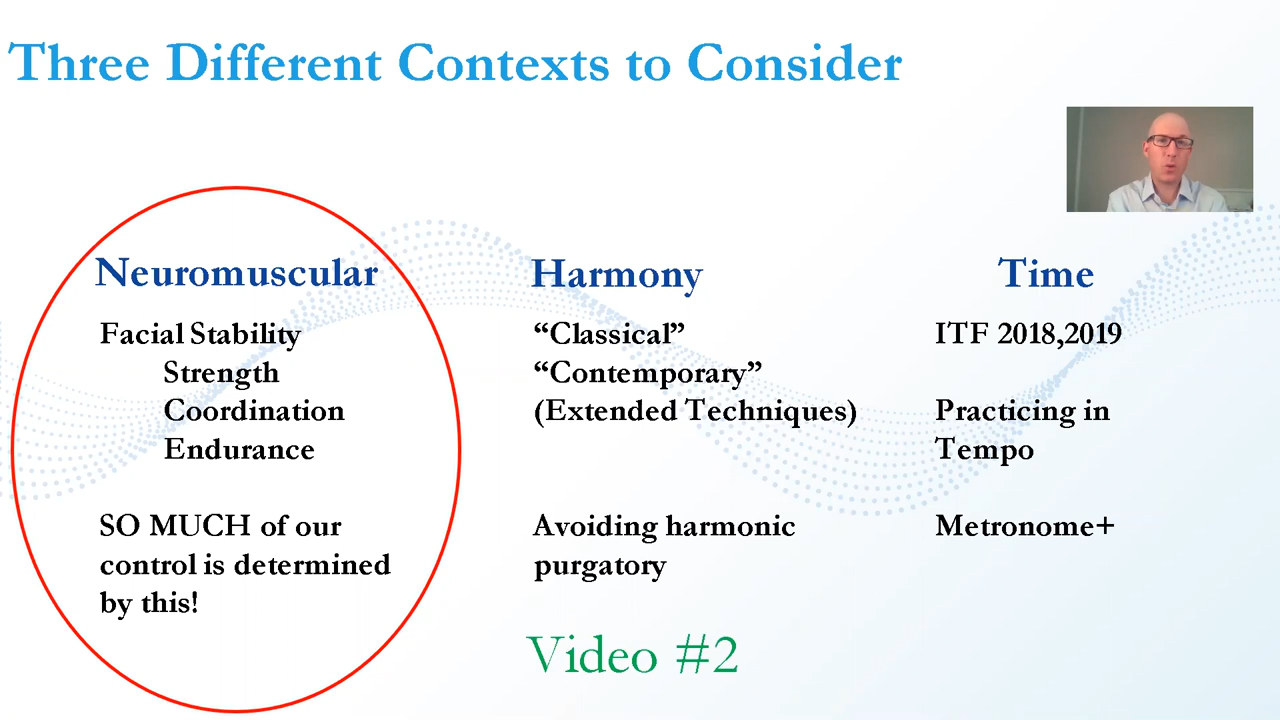 Three Different Contexts to Consider
Neuromuscular
Facial Stability
Strength
Coordination
Endurance
SO MUCH of our
control is determined
by this!
Harmony
“Classical”
“Contemporary”
(Extended Techniques)
Avoiding harmonic
purgatory
Time
ITF 2018,2019
Practicing in
Tempo
Metronome+
Video #2